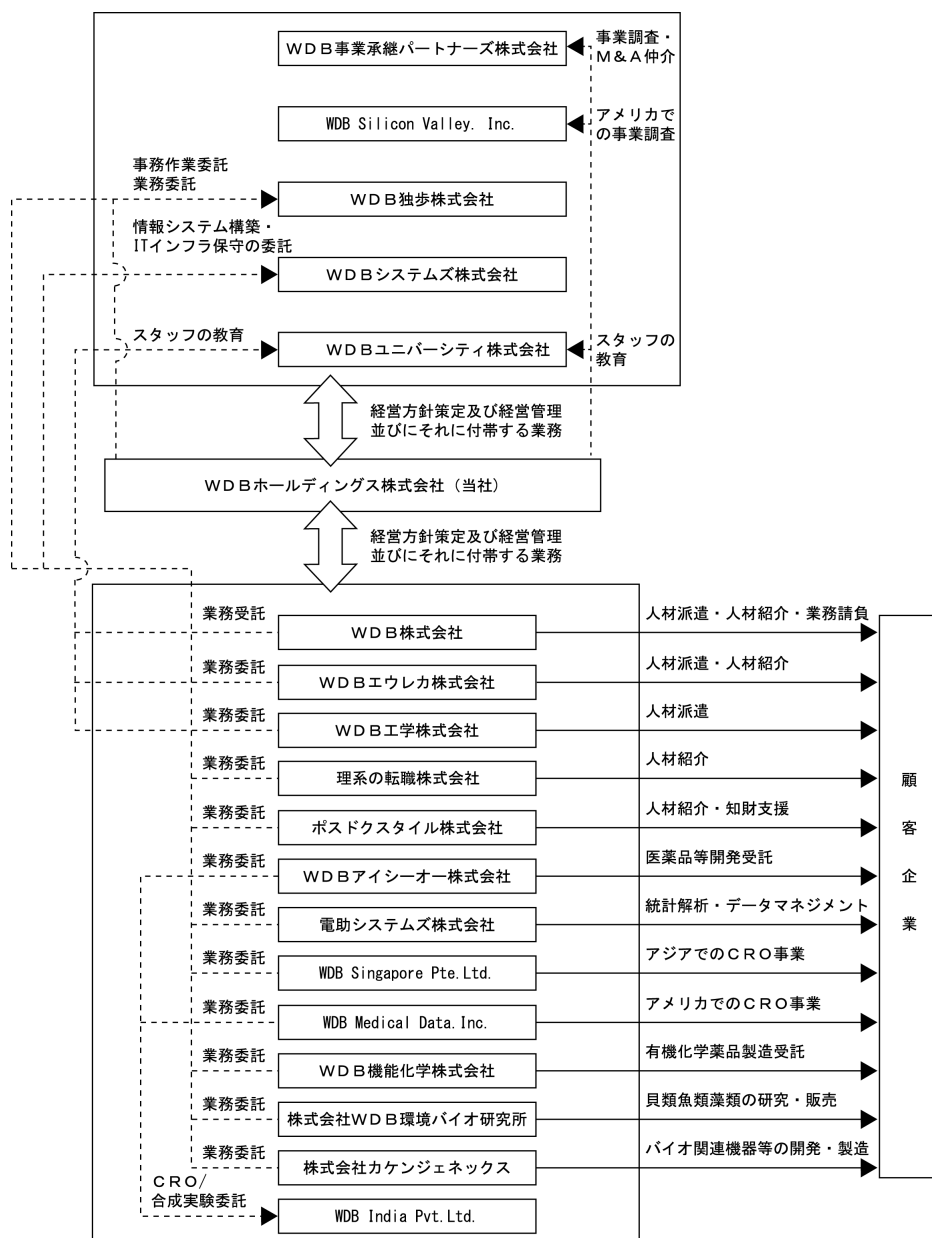 WDB事業承継パートナーズ株式会社
事業調査・
M&A仲介
WDB Silicon Valley. Inc.
アメリカで
の事業調査
事務作業委託
業務委託
WDB独歩株式会社
情報システム構築・
ITインフラ保守の委託
WDBシステムズ株式会社
スタッフの教育
WDBユニバーシティ株式会社
スタッフの
教育
経営方針策定及び経営管理
並びにそれに付帯する業務
WDBホールディングス株式会社(当社)
経営方針策定及び経営管理
並びにそれに付帯する業務
業務受託
WDB株式会社
人材派遣・人材紹介・業務請負
業務委託
WDBエウレカ株式会社
人材派遣・人材紹介
業務委託
WDB工学株式会社
人材派遣
業務委託
理系の転職株式会社
人材紹介
業務委託
ポスドクスタイル株式会社
人材紹介・知財支援
業務委託
WDBアイシーオー株式会社
医薬品等開発受託
業務委託
電助システムズ株式会社
統計解析・データマネジメント
業務委託
WDB Singapore Pte.Ltd.
アジアでのCRO事業
業務委託
WDB Medical Data.Inc.
アメリカでのCRO事業
業務委託
WDB機能化学株式会社
有機化学薬品製造受託
業務委託
株式会社WDB環境バイオ研究所
貝類魚類藻類の研究・販売
業務委託
株式会社カケンジェネックス
バイオ関連機器等の開発・製造
CRO/
合成実験委託
WDB India Pvt.Ltd.
顧
客
企
業